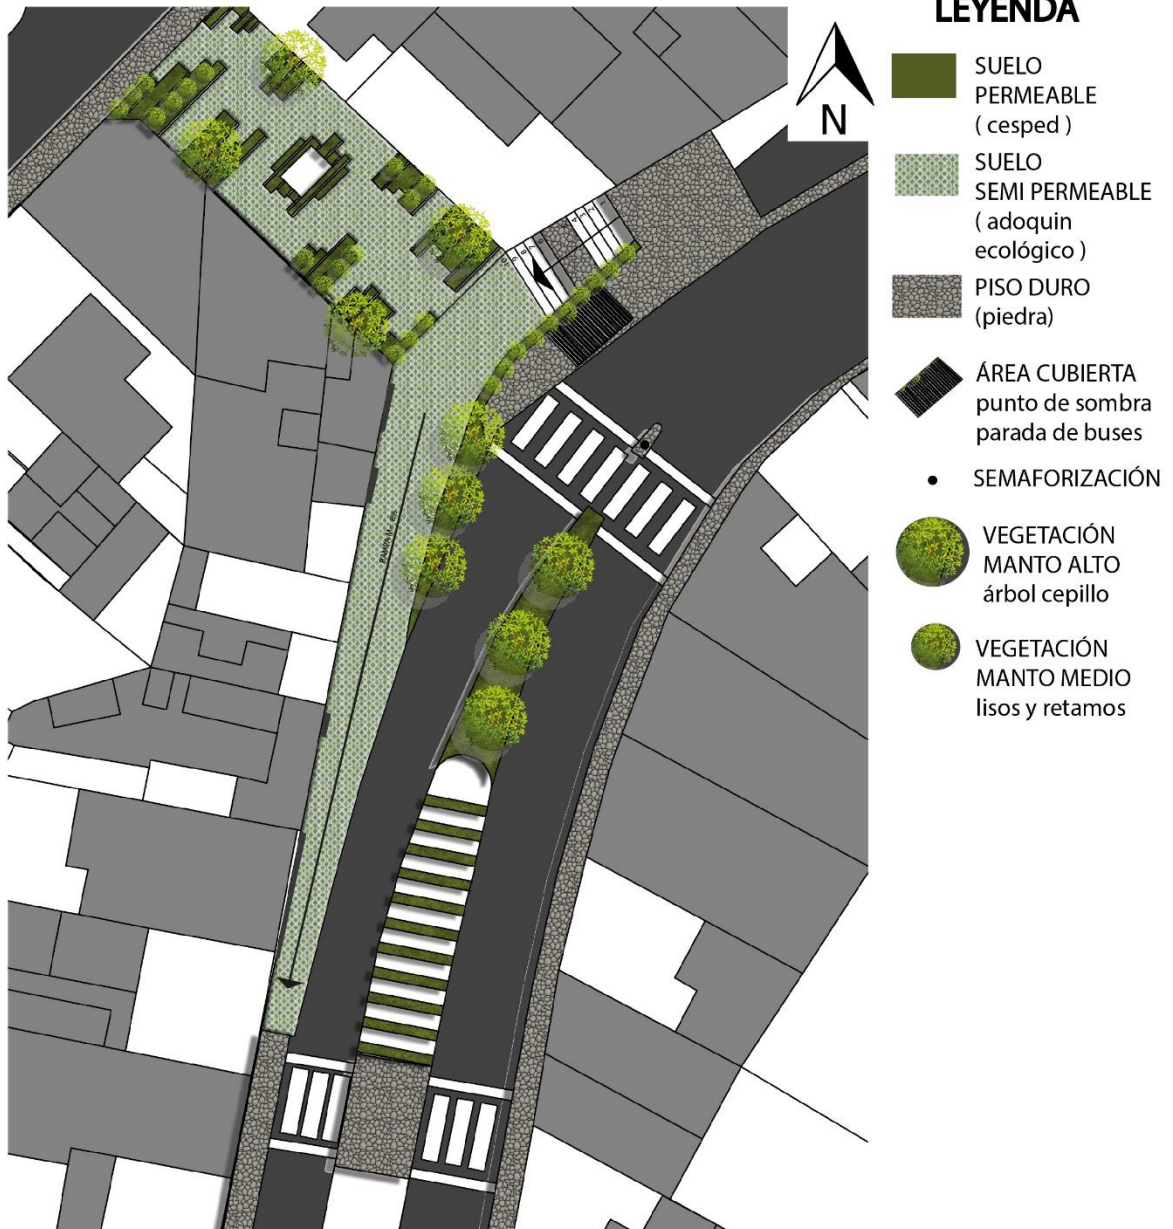 LEYENDA
N
SUELO
PERMEABLE
( cesped )
SUELO
SEMI PERMEABLE
( adoquin
ecológico )
PISO DURO
(piedra)
ÁREA CUBIERTA
punto de sombra
parada de buses
SEMAFORIZACIÓN
VEGETACIÓN
MANTO ALTO
árbol cepillo
VEGETACIÓN
MANTO MEDIO
lisos y retamos